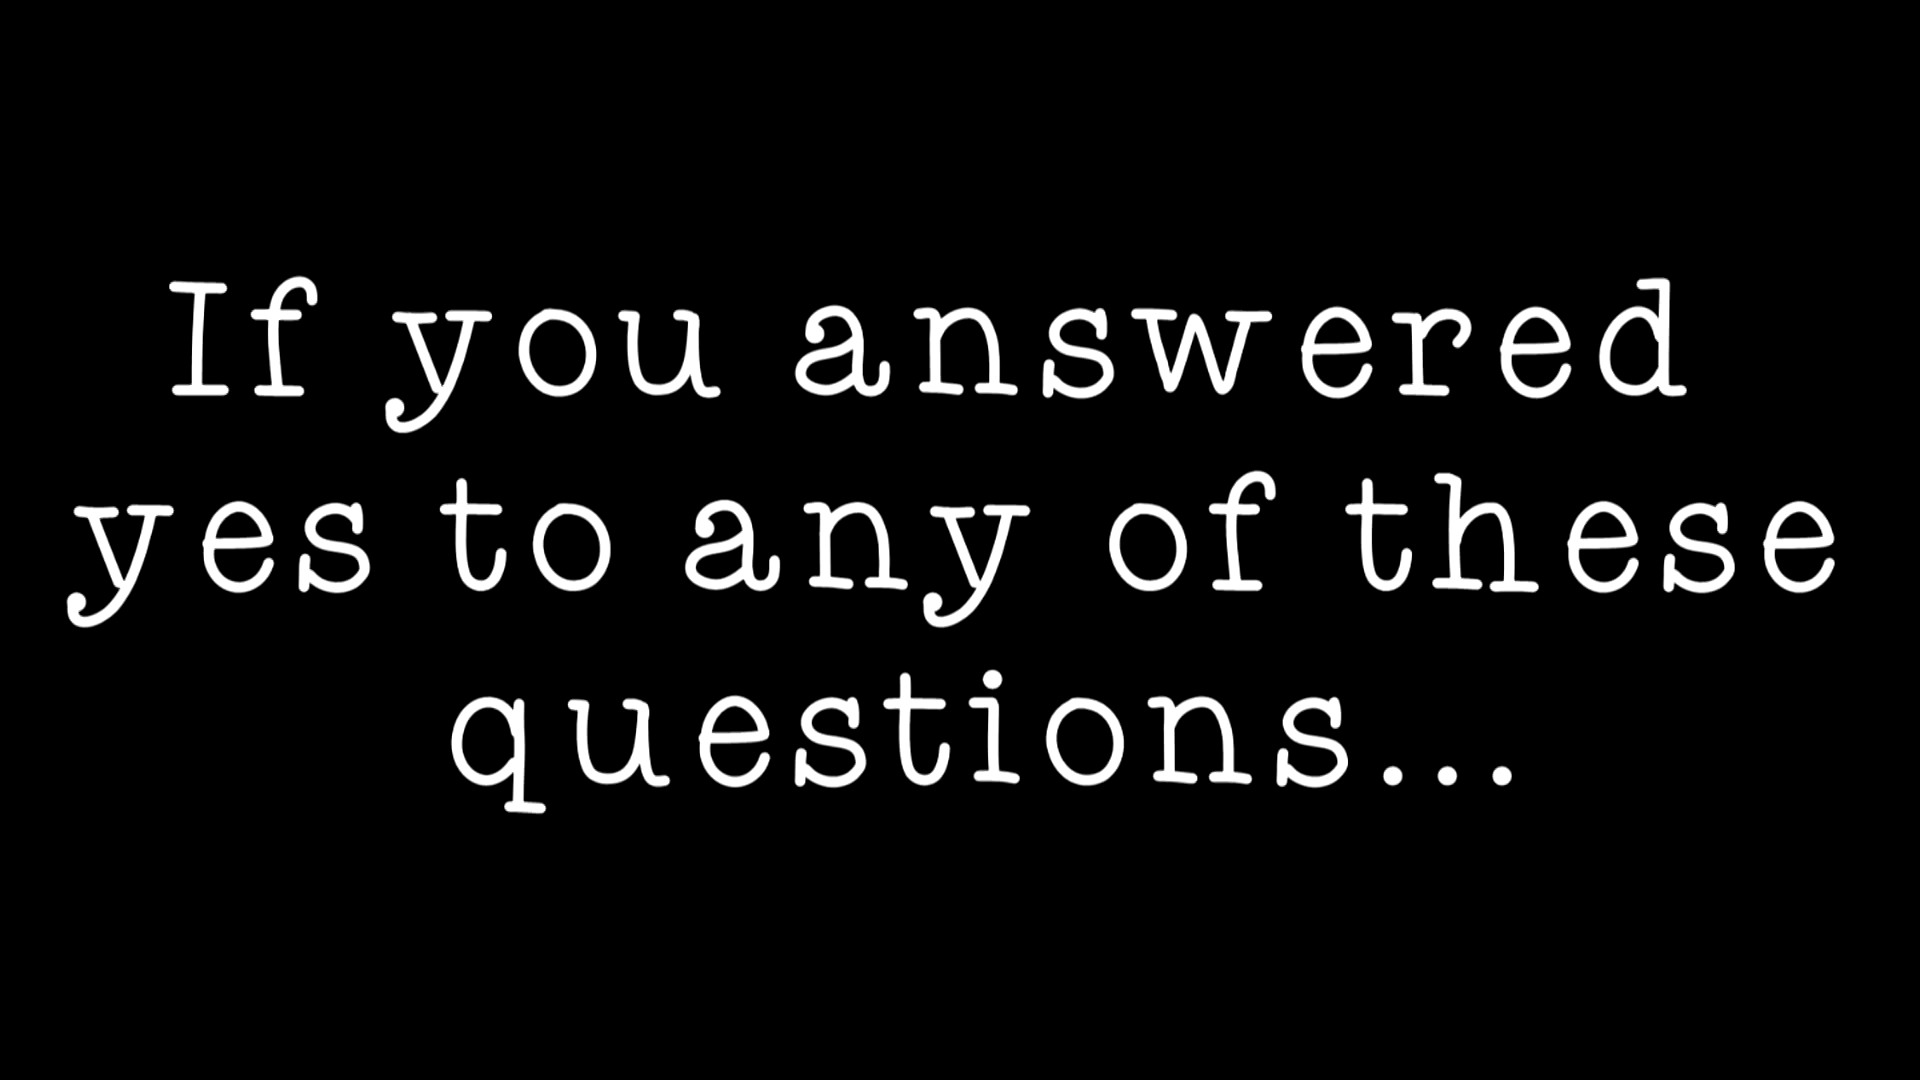 If you answered
yes to any of these
questions...